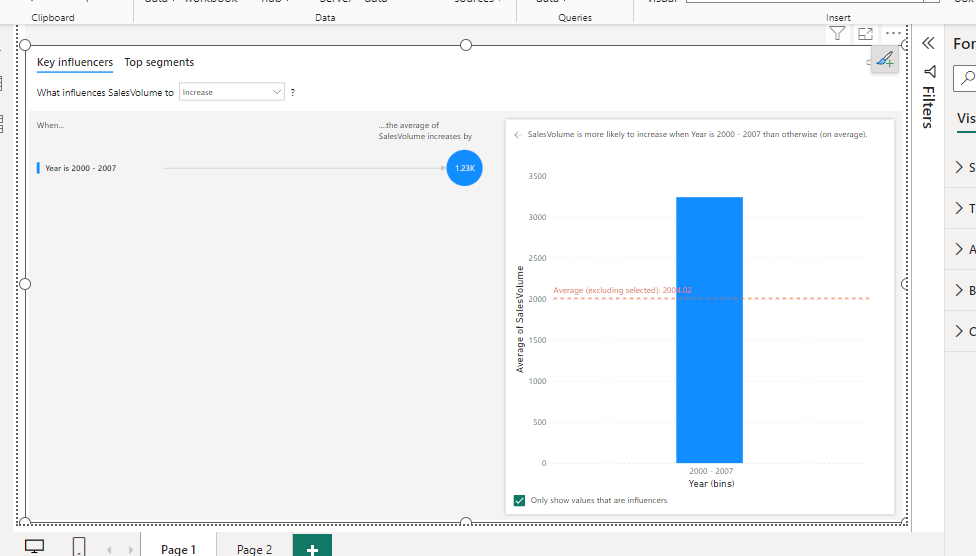 Clipboard
Data
Queries
Insert
Key influencers Top segments
What influences SalesVolume to Increase ?
When...
....the average of
SalesVolume increases by
Year is 2000 - 2007
1.23K
SalesVolume is more likely to increase when Year is 2000 - 2007 than otherwise (on average).
3500
3000
2500
Average (excluding selected): 2004.02
2000
1500
1000
500
0
Average of SalesVolume
2000 - 2007
Year (bins)
Only show values that are influencers
Filters
For
Vis
S
T
A
B
C
Page 1
Page 2